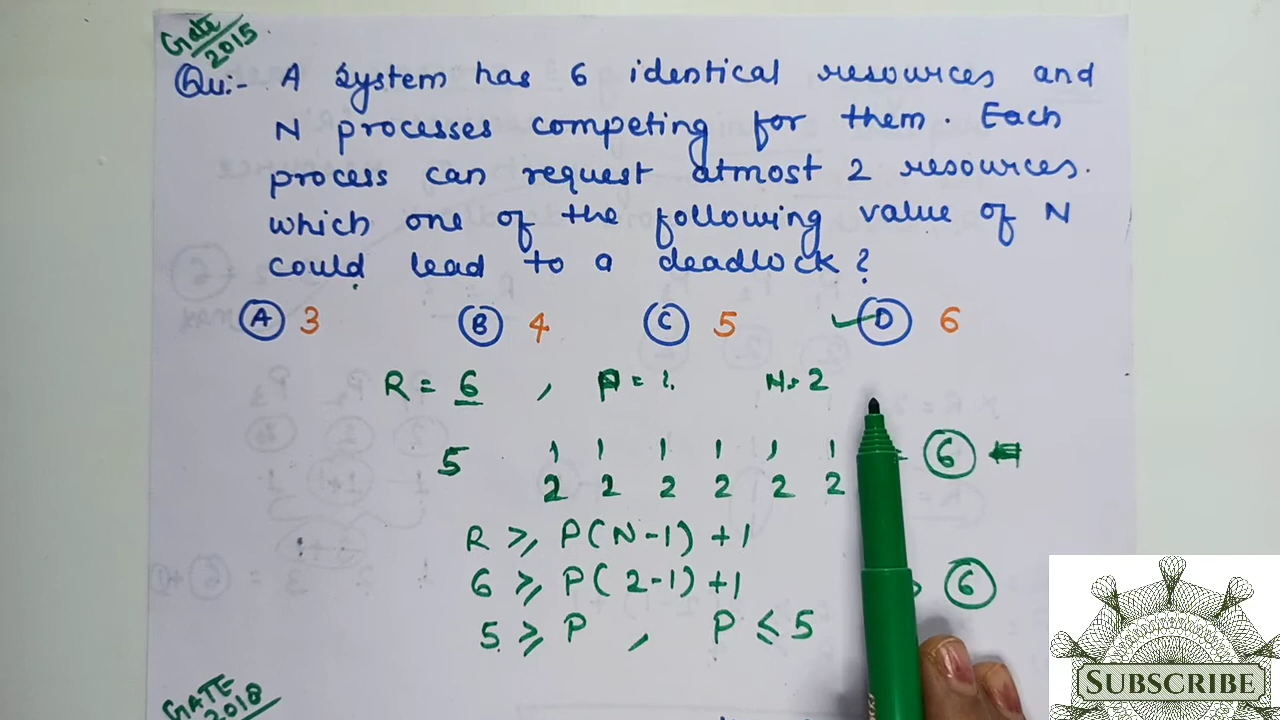 Gate
2015
Qu:- A system has 6 identical resources and
N processes competing for them. Each
process can request atmost 2 resources.
which one of the following value of N
could lead to a deadlock?
A 3 B 4 C 5 D 6
R = 6 , P = ?. N = 2
5 1 1 1 1 1 1 6
2 2 2 2 2 2
R ≥ P(N-1) +1
6 ≥ P(2-1) +1 6
5 ≥ P , P ≤ 5
GATE
2018
SUBSCRIBE